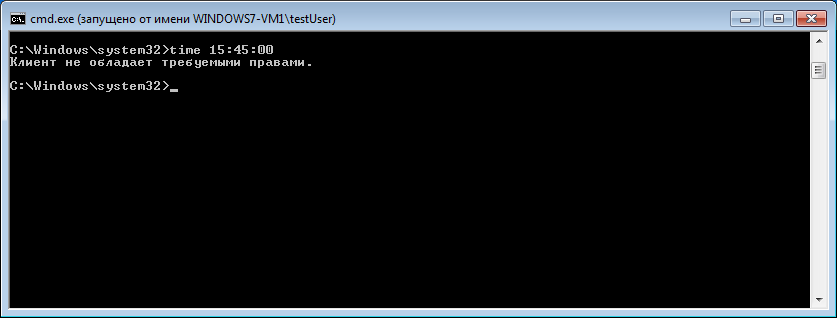 cmd.exe (запущено от имени WINDOWS7-VM1\testUser)
C:\Windows\system32>time 15:45:00
Клиент не обладает требуемыми правами.
C:\Windows\system32>_